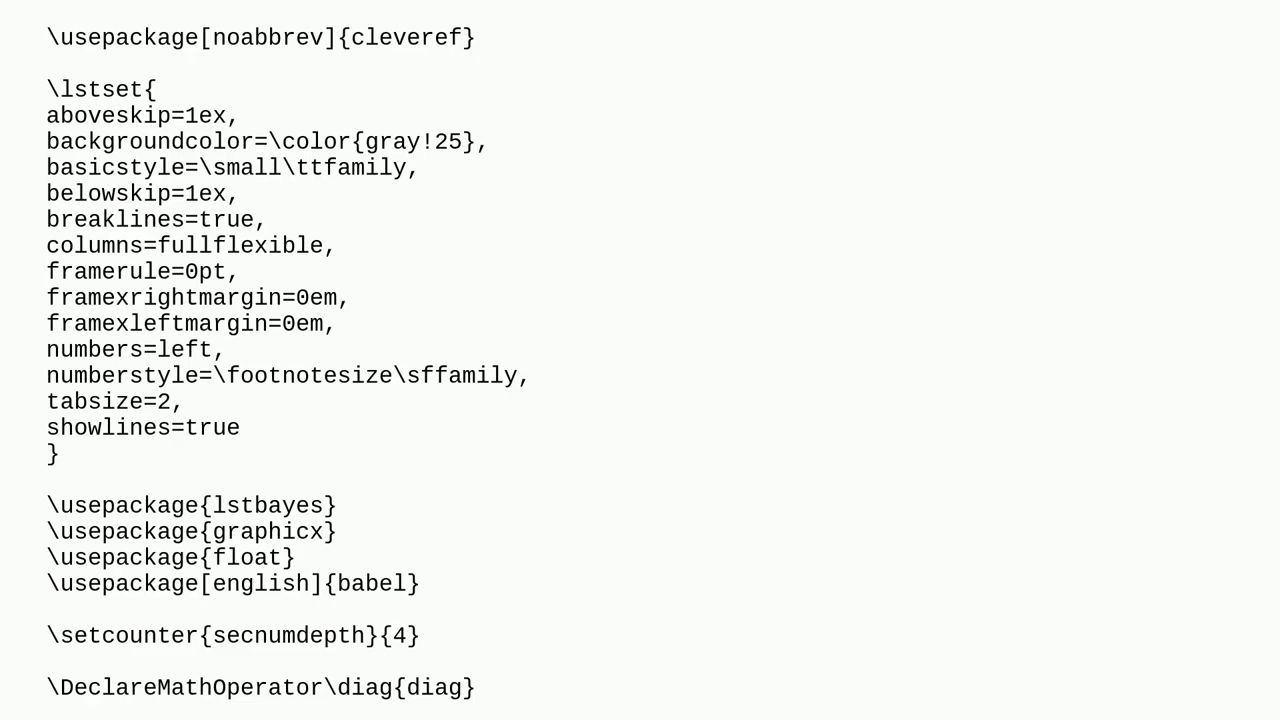 \usepackage[noabbrev]{cleveref}
\lstset{
aboveskip=1ex,
backgroundcolor=\color{gray!25},
basicstyle=\small\ttfamily,
belowskip=1ex,
breaklines=true,
columns=fullflexible,
framerule=0pt,
framexrightmargin=0em,
framexleftmargin=0em,
numbers=left,
numberstyle=\footnotesize\sffamily,
tabsize=2,
showlines=true
}
\usepackage{lstbayes}
\usepackage{graphicx}
\usepackage{float}
\usepackage[english]{babel}
\setcounter{secnumdepth}{4}
\DeclareMathOperator\diag{diag}